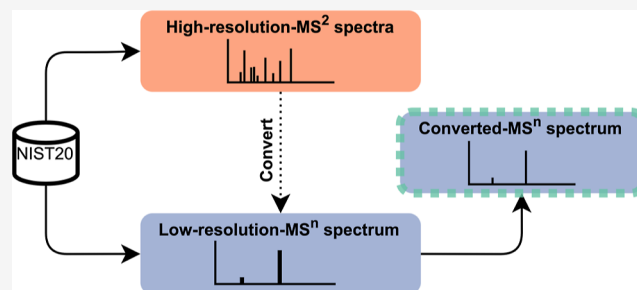 High-resolution-MS² spectra
NIST20
Convert
Converted-MSⁿ spectrum
Low-resolution-MSⁿ spectrum